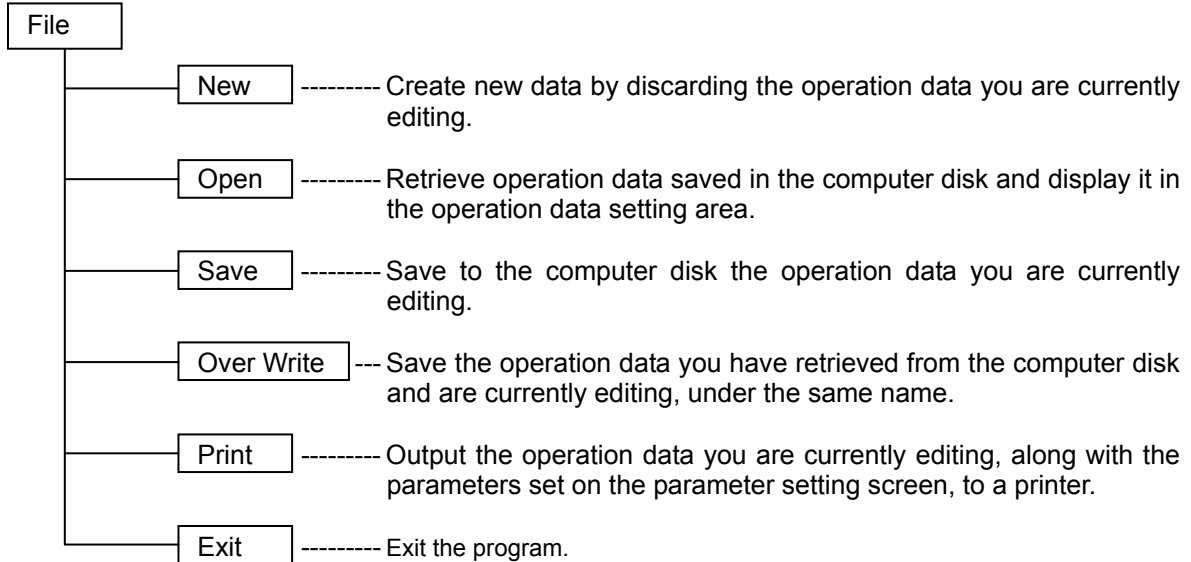 File
New --------- Create new data by discarding the operation data you are currently
editing.
Open --------- Retrieve operation data saved in the computer disk and display it in
the operation data setting area.
Save --------- Save to the computer disk the operation data you are currently
editing.
Over Write --- Save the operation data you have retrieved from the computer disk
and are currently editing, under the same name.
Print --------- Output the operation data you are currently editing, along with the
parameters set on the parameter setting screen, to a printer.
Exit --------- Exit the program.